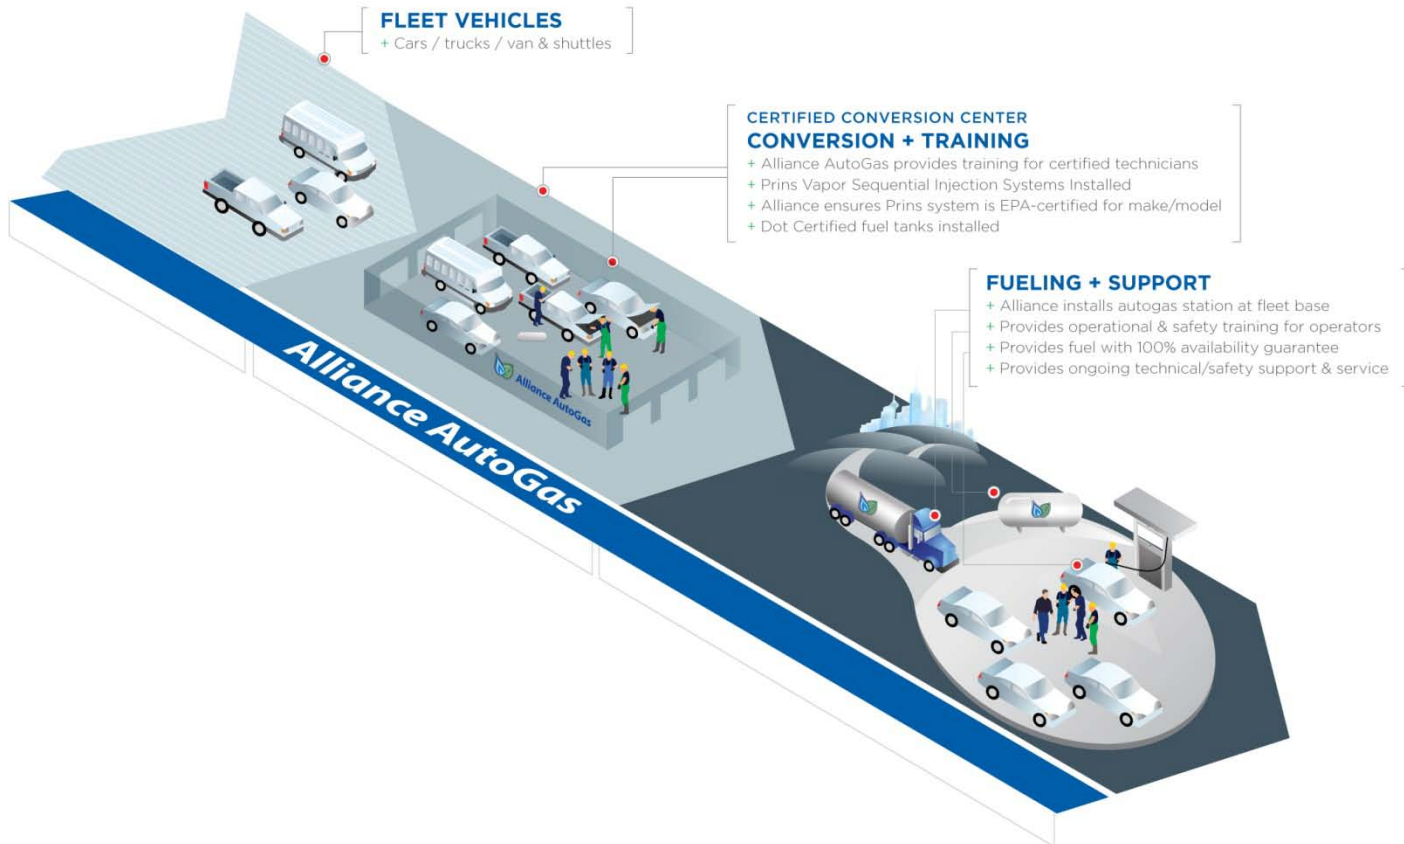 FLEET VEHICLES
+ Cars / trucks / van & shuttles
CERTIFIED CONVERSION CENTER
CONVERSION + TRAINING
+ Alliance AutoGas provides training for certified technicians
+ Prins Vapor Sequential Injection Systems Installed
+ Alliance ensures Prins system is EPA-certified for make/model
+ Dot Certified fuel tanks installed
FUELING + SUPPORT
+ Alliance installs autogas station at fleet base
+ Provides operational & safety training for operators
+ Provides fuel with 100% availability guarantee
+ Provides ongoing technical/safety support & service
Alliance AutoGas
Alliance AutoGas